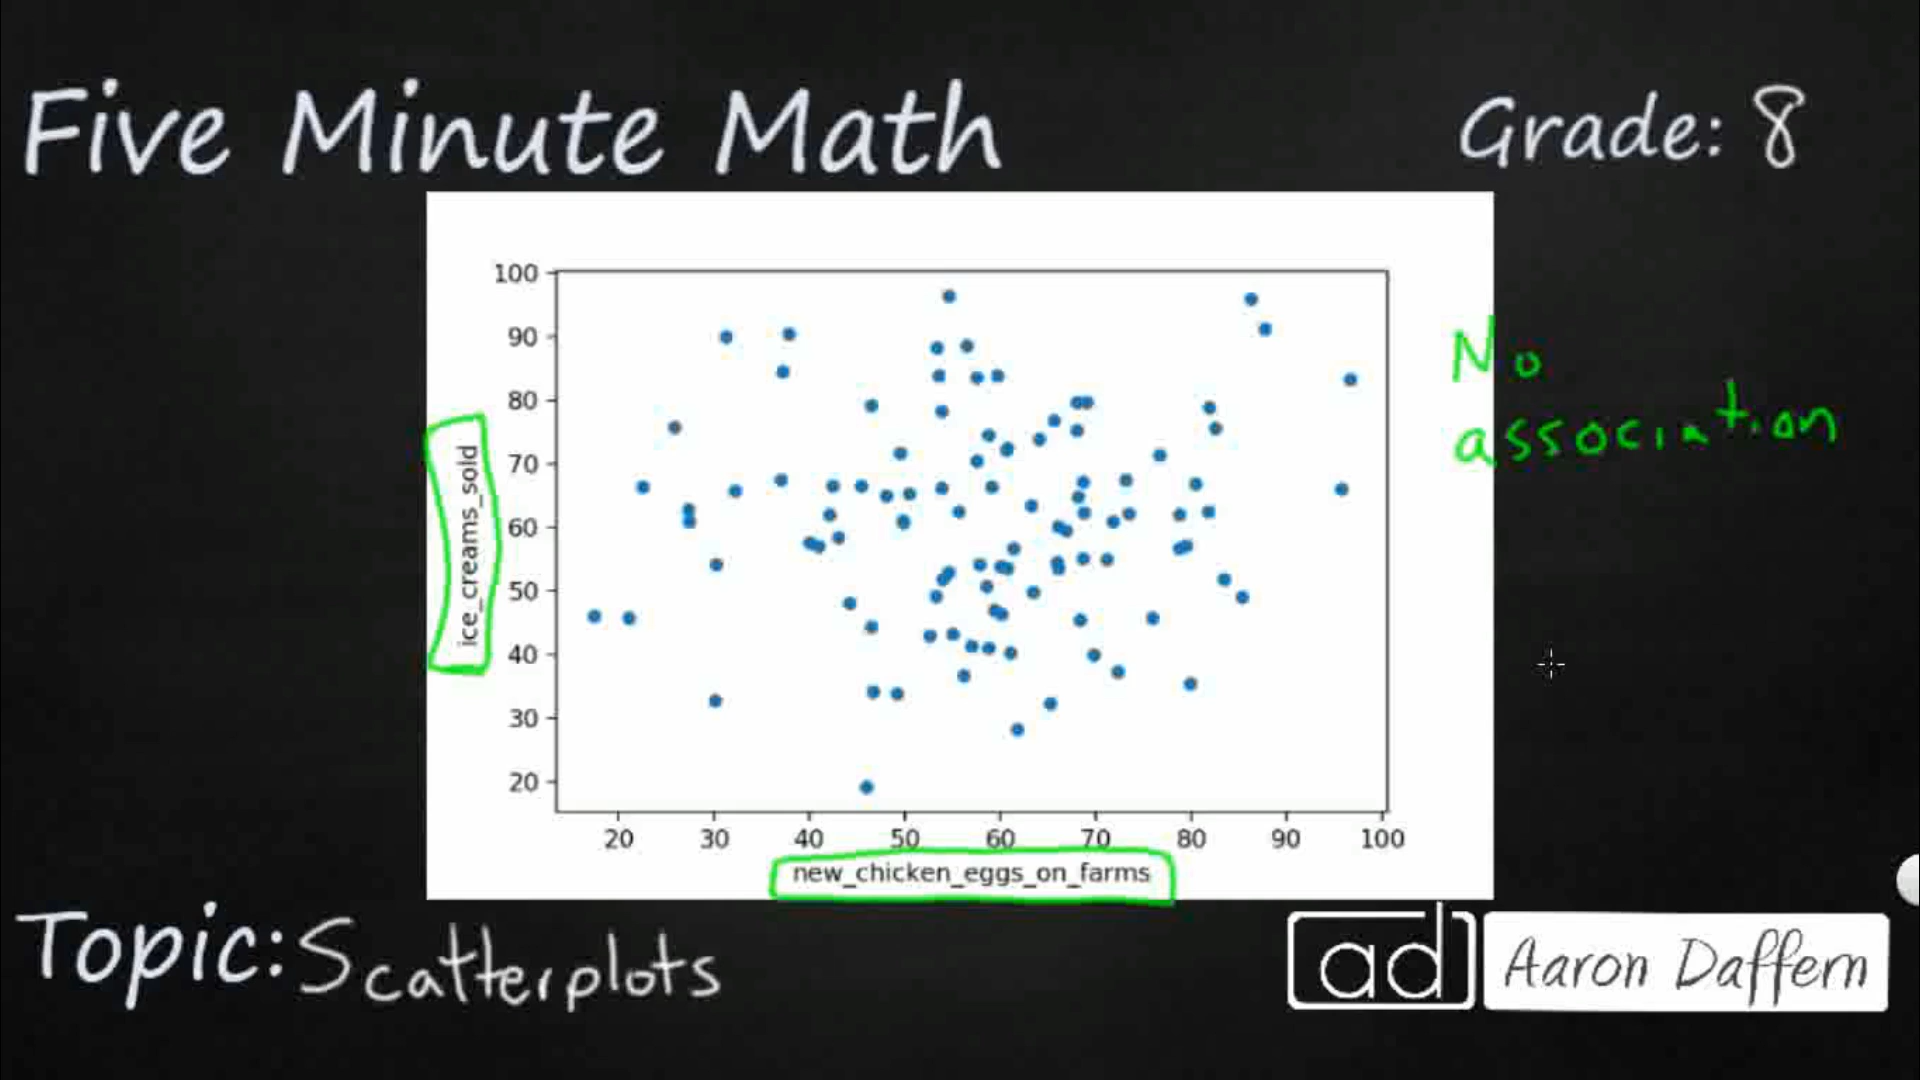 Five Minute Math
Grade: 8
100
90
80
70
60
50
40
30
20
ice_creams_sold
20 30 40 50 60 70 80 90 100
new_chicken_eggs_on_farms
No
association
Topic: Scatterplots
ad Aaron Daffern